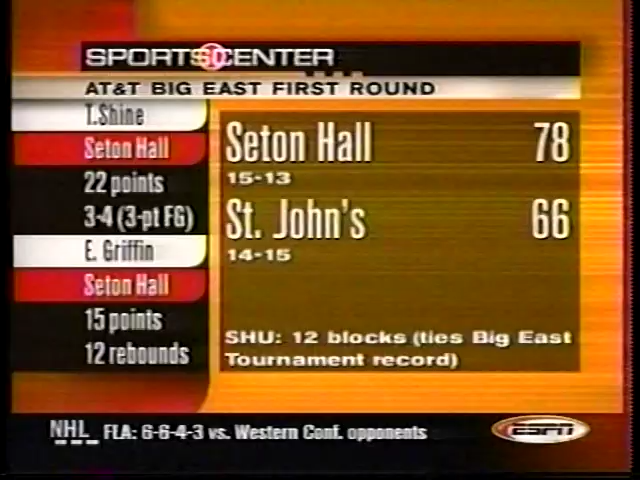 SPORTSCENTER
AT&T BIG EAST FIRST ROUND
T.Shine
Seton Hall
22 points
3-4 (3-pt FG)
E. Griffin
Seton Hall
15 points
12 rebounds
Seton Hall 78
15-13
St. John's 66
14-15
SHU: 12 blocks (ties Big East
Tournament record)
NHL FLA: 6-6-4-3 vs. Western Conf. opponents
ESPN